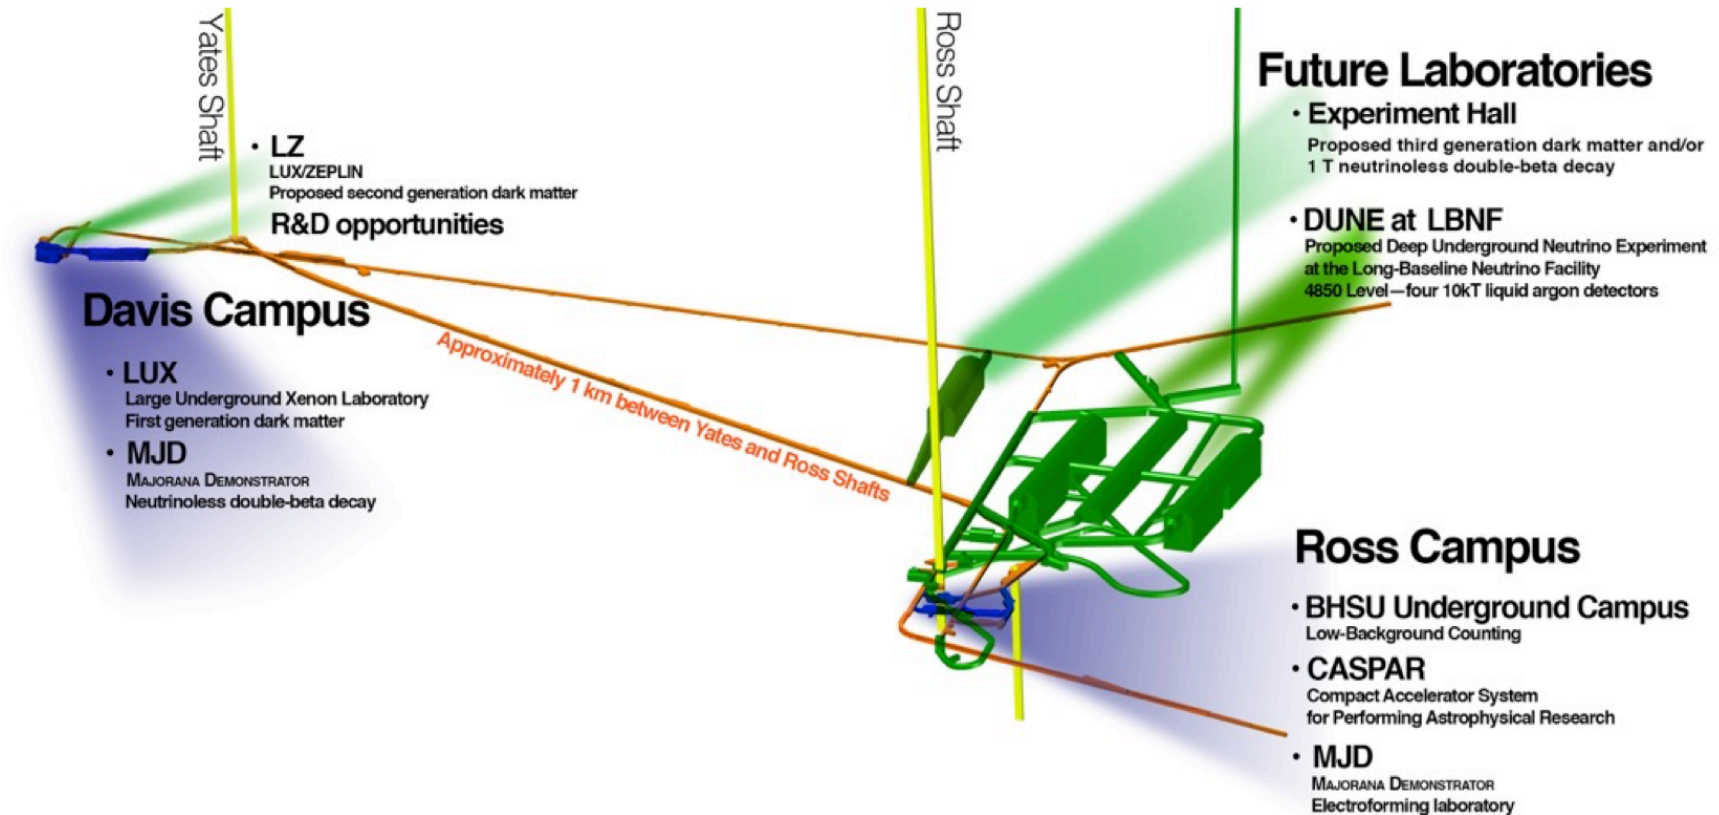 Yates Shaft
• LZ
LUX/ZEPLIN
Proposed second generation dark matter
R&D opportunities
Davis Campus
• LUX
Large Underground Xenon Laboratory
First generation dark matter
• MJD
MAJORANA DEMONSTRATOR
Neutrinoless double-beta decay
Approximately 1 km between Yates and Ross Shafts
Ross Shaft
Future Laboratories
• Experiment Hall
Proposed third generation dark matter and/or
1 T neutrinoless double-beta decay
• DUNE at LBNF
Proposed Deep Underground Neutrino Experiment
at the Long-Baseline Neutrino Facility
4850 Level—four 10kT liquid argon detectors
Ross Campus
• BHSU Underground Campus
Low-Background Counting
• CASPAR
Compact Accelerator System
for Performing Astrophysical Research
• MJD
MAJORANA DEMONSTRATOR
Electroforming laboratory